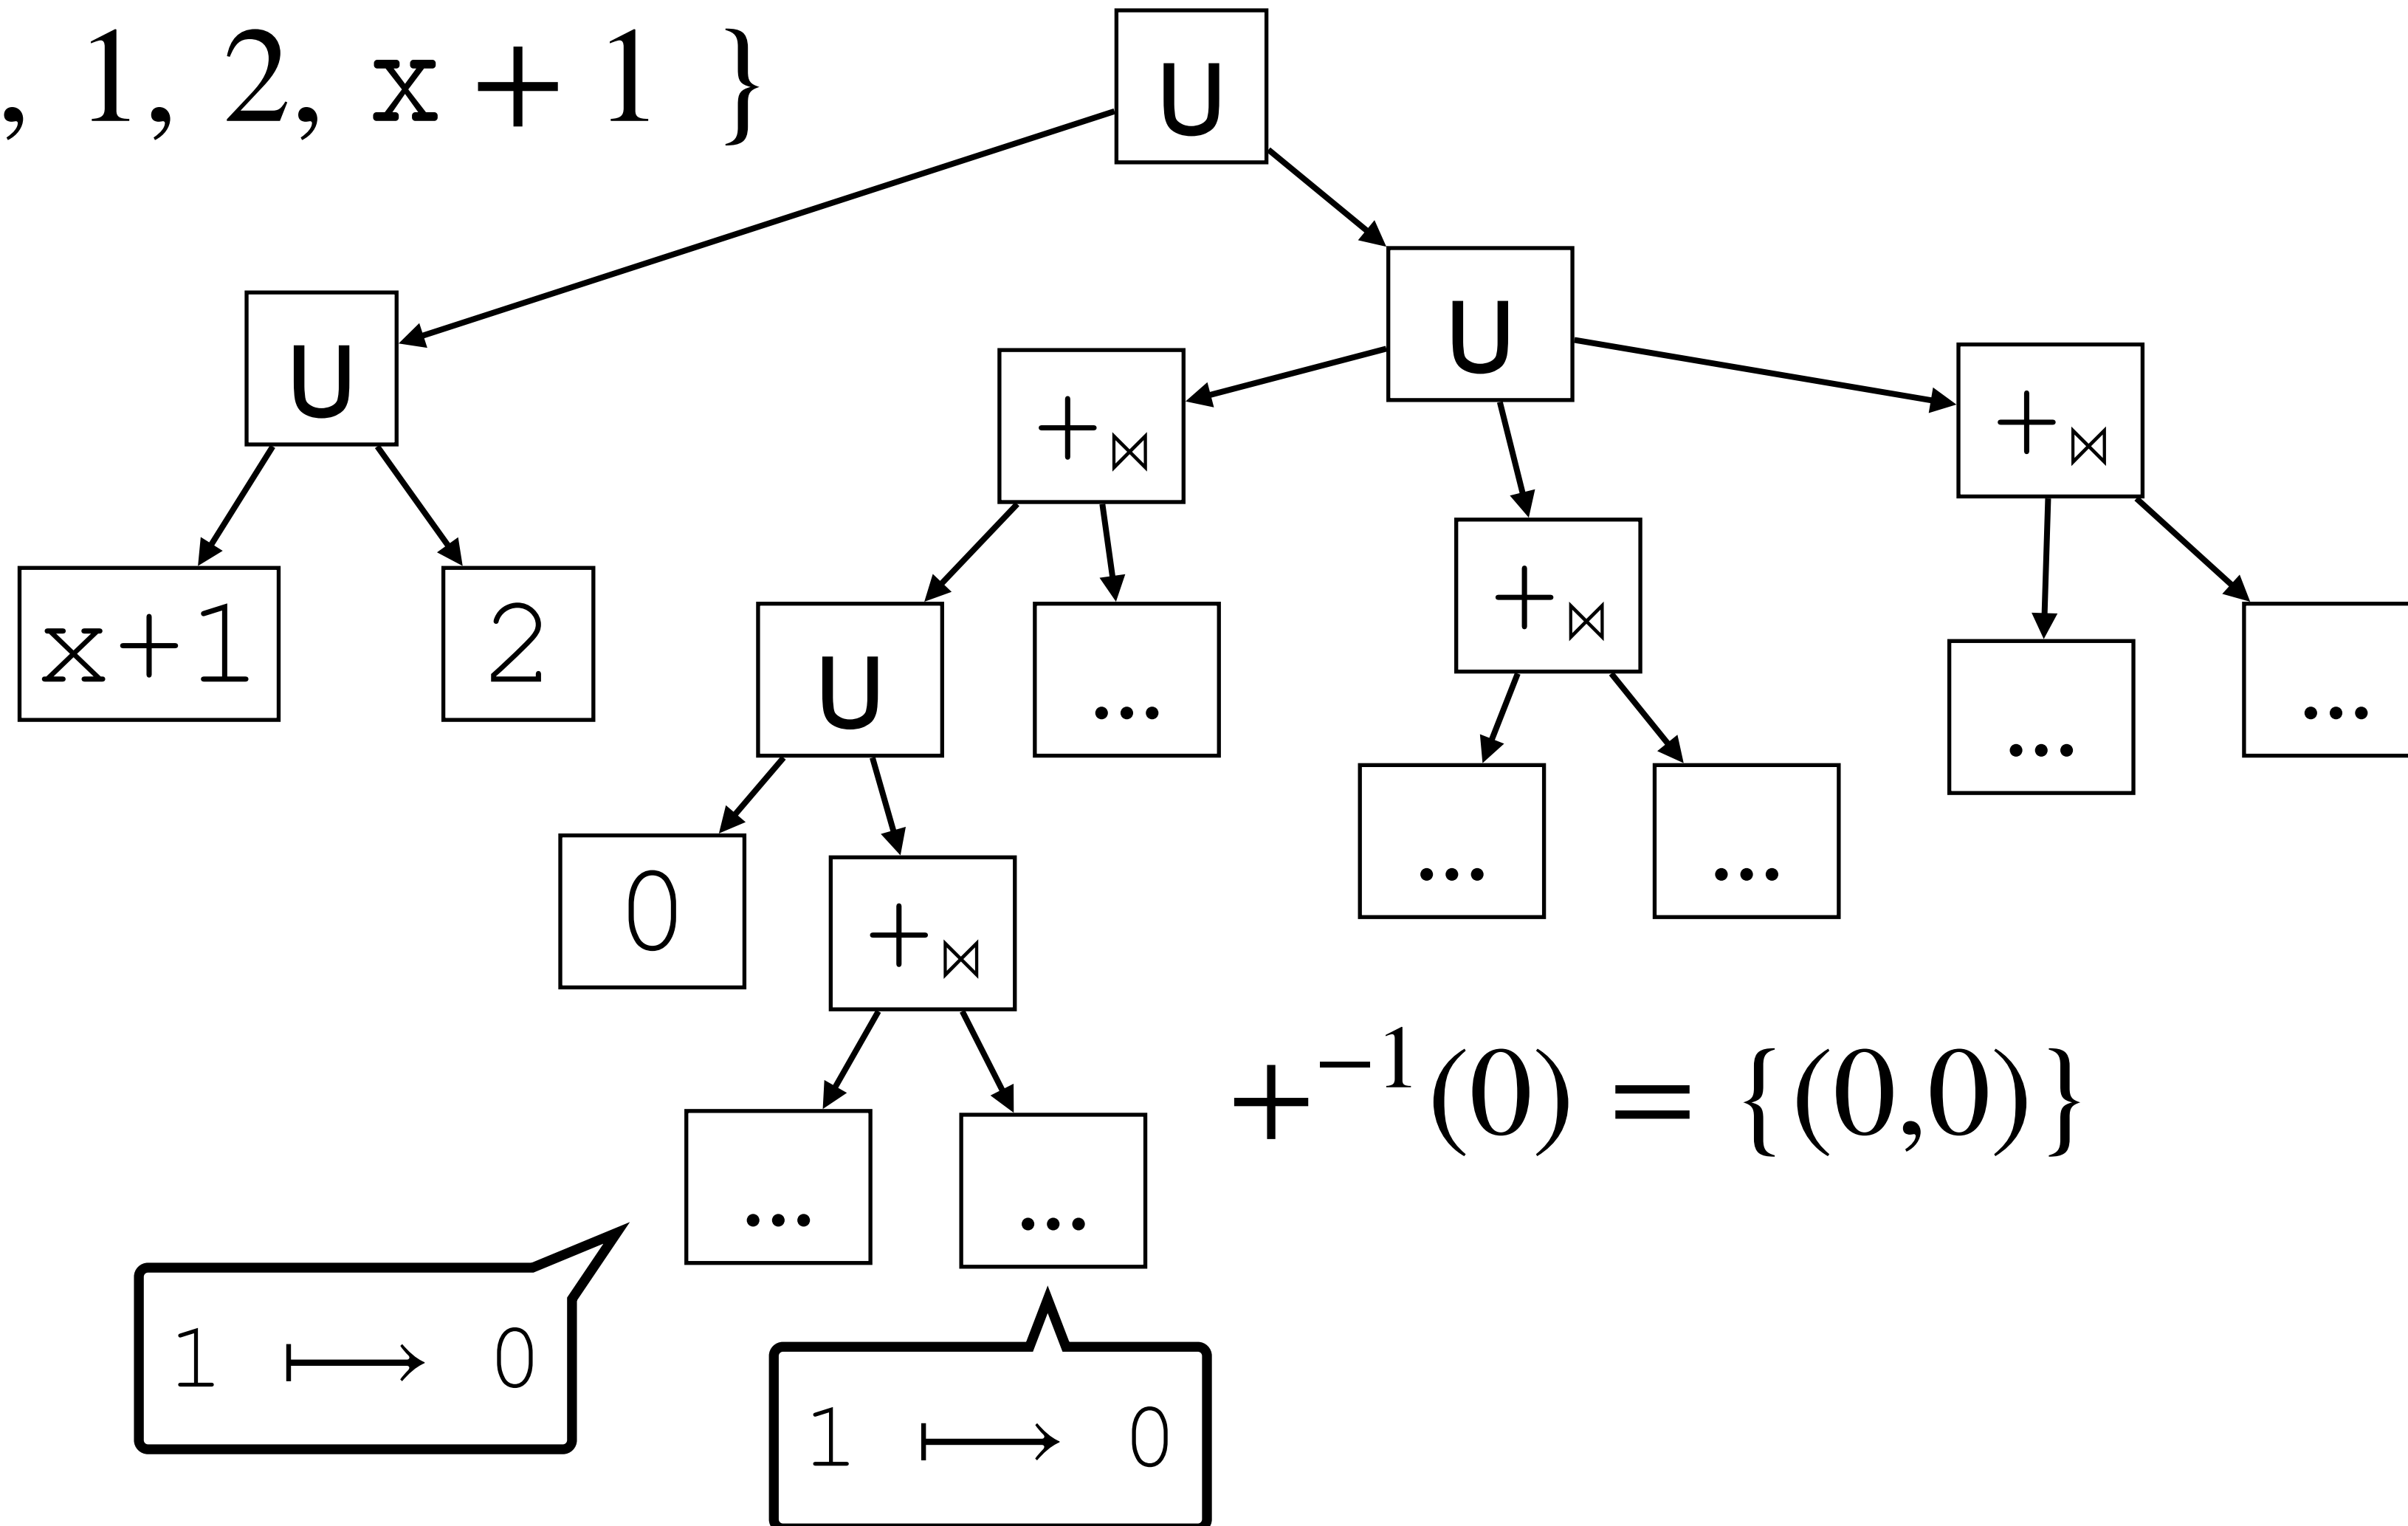 , 1, 2, x + 1 }
U
U
U
+⋈
+⋈
+⋈
x+1
2
U
...
...
...
0
+⋈
...
...
+⁻¹(0) = {(0,0)}
...
...
1 ⟼ 0
1 ⟼ 0